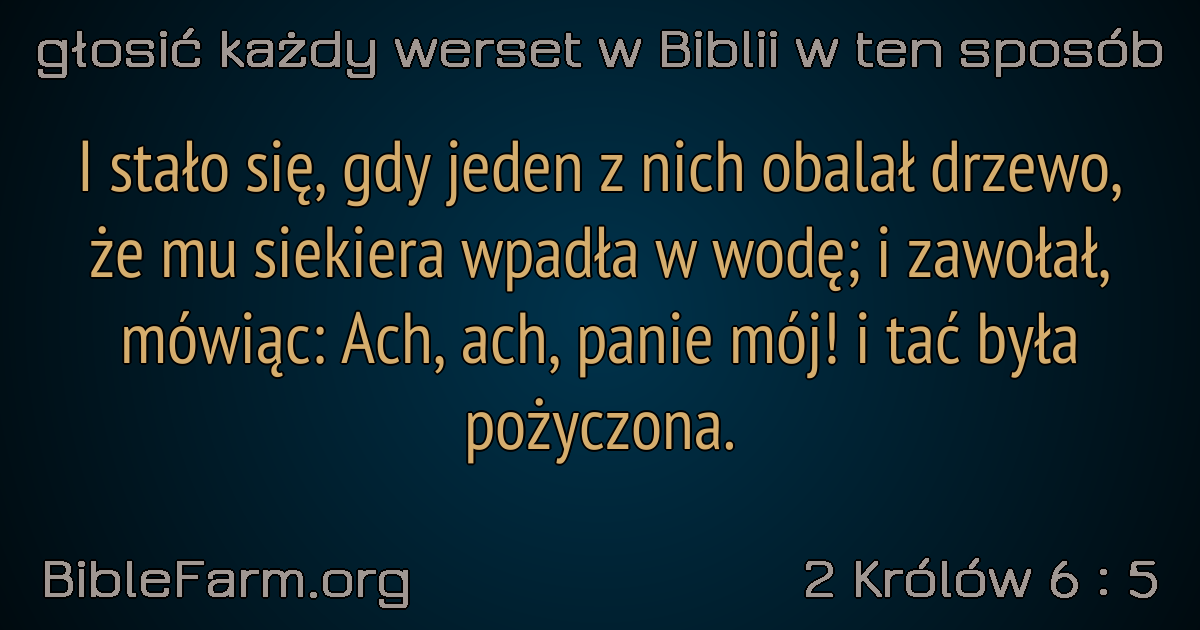 głosić każdy werset w Biblii w ten sposób
I stało się, gdy jeden z nich obalał drzewo,
że mu siekiera wpadła w wodę; i zawołał,
mówiąc: Ach, ach, panie mój! i tać była
pożyczona.
BibleFarm.org
2 Królów 6 : 5